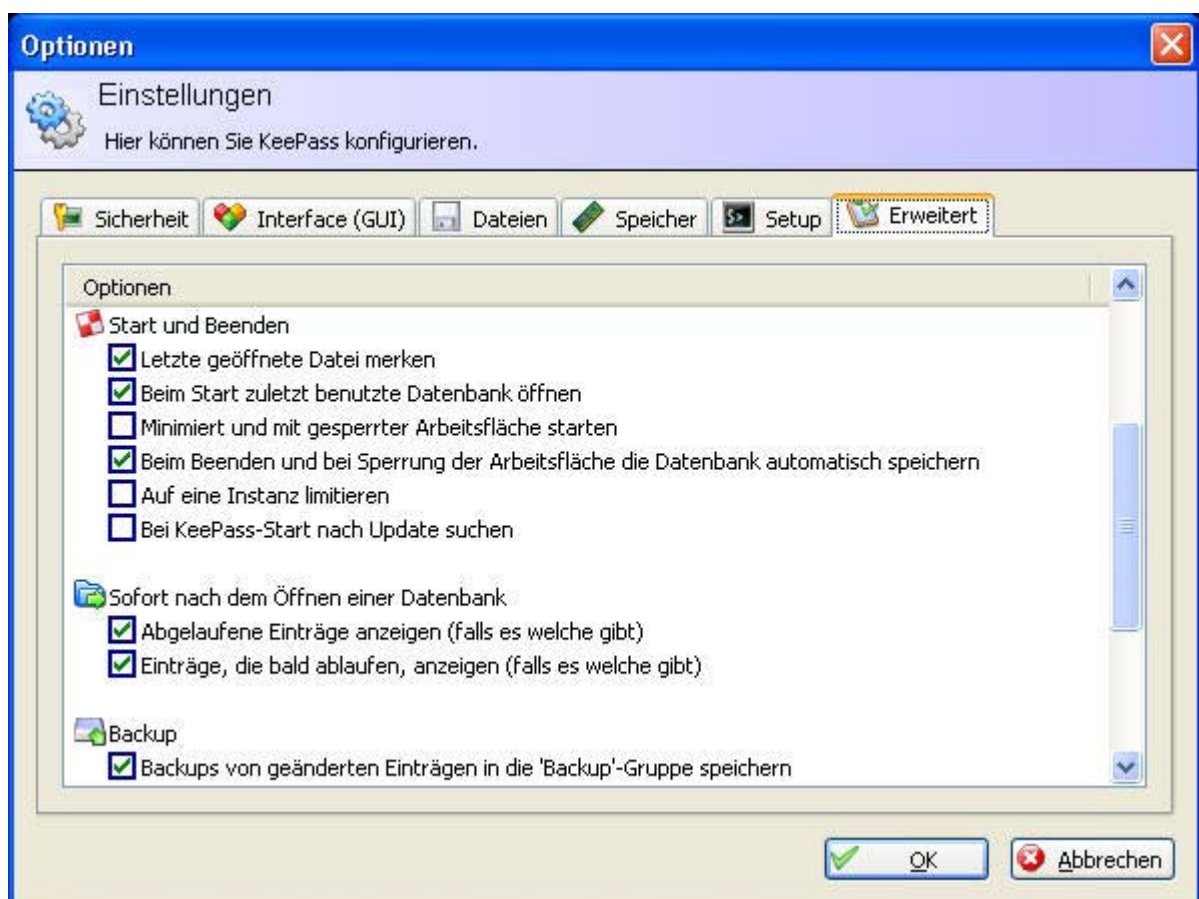 Optionen
Einstellungen
Hier können Sie KeePass konfigurieren.
Sicherheit Interface (GUI) Dateien Speicher Setup Erweitert
Optionen
Start und Beenden
Letzte geöffnete Datei merken
Beim Start zuletzt benutzte Datenbank öffnen
Minimiert und mit gesperrter Arbeitsfläche starten
Beim Beenden und bei Sperrung der Arbeitsfläche die Datenbank automatisch speichern
Auf eine Instanz limitieren
Bei KeePass-Start nach Update suchen
Sofort nach dem Öffnen einer Datenbank
Abgelaufene Einträge anzeigen (falls es welche gibt)
Einträge, die bald ablaufen, anzeigen (falls es welche gibt)
Backup
Backups von geänderten Einträgen in die 'Backup'-Gruppe speichern
OK Abbrechen